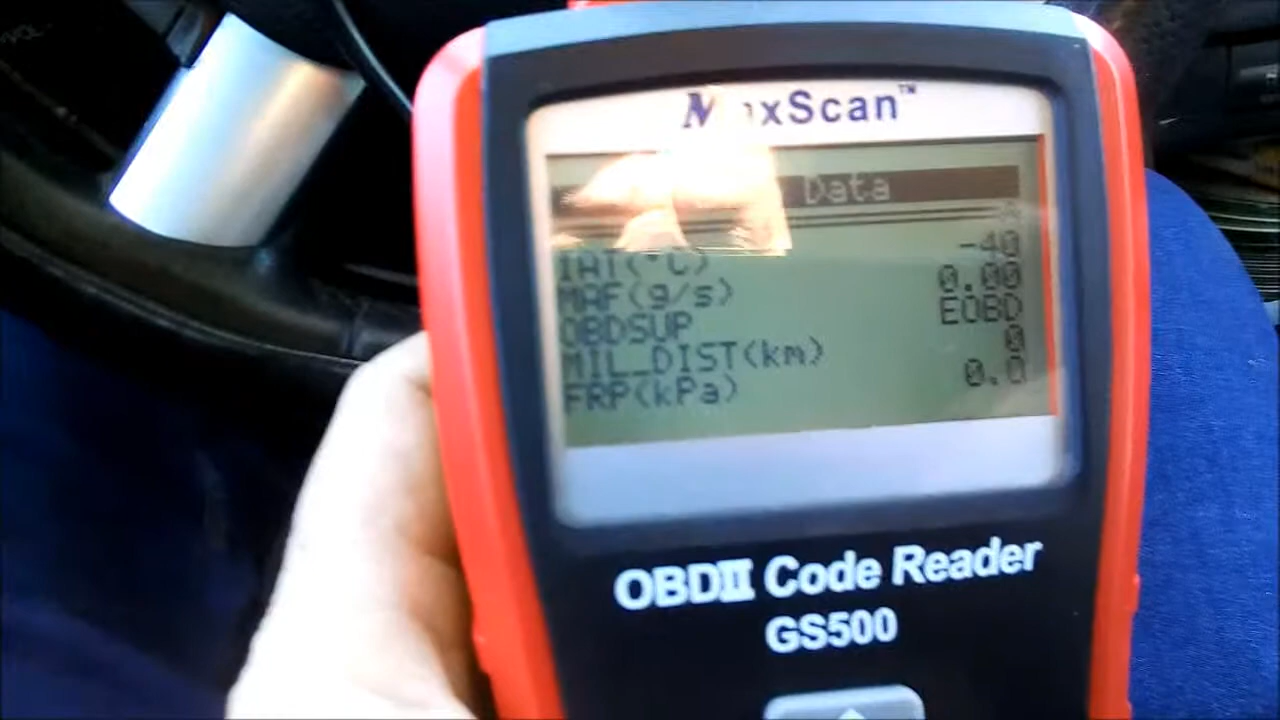 MaxScan™
Data
IAT(°C) -40
MAF(g/s) 0.00
OBDSUP EOBD
MIL_DIST(km) 0
FRP(kPa) 0.0
OBDII Code Reader
GS500